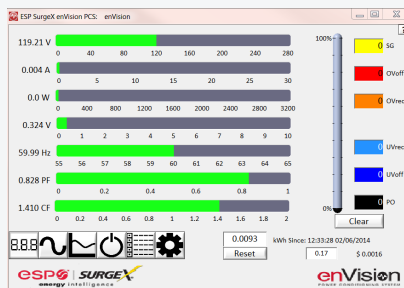 ESP SurgeX enVision PCS: enVision
119.21 V
0 40 80 120 160 200 240 280
0.004 A
0 5 10 15 20 25 30
0.0 W
0 400 800 1200 1600 2000 2400 2800 3200
0.324 V
0 1 2 3 4 5 6 7 8 9 10
59.99 Hz
55 56 57 58 59 60 61 62 63 64 65
0.828 PF
0 0.2 0.4 0.6 0.8 1
1.410 CF
0 0.2 0.4 0.6 0.8 1 1.2 1.4 1.6 1.8 2
100%
0%
0 SG
0 OVoff
0 OVrec
0 UVrec
0 UVoff
0 PO
Clear
8.8.8
0.0093 kWh Since: 12:33:28 02/06/2014
Reset 0.17 $ 0.0016
ESP SURGEX
energy intelligence
enVision
POWER CONDITIONING SYSTEM